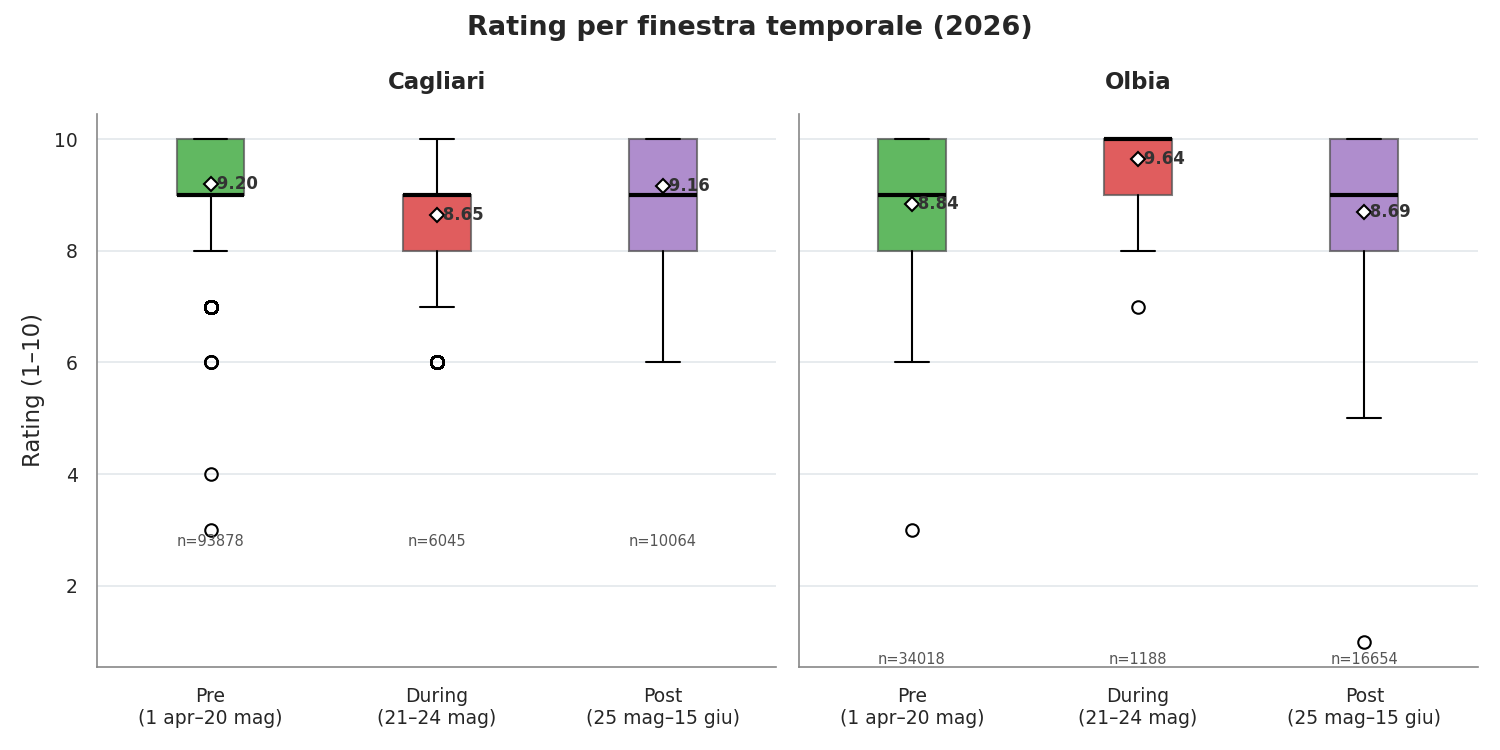 Rating per finestra temporale (2026)
Cagliari
Olbia
Rating (1–10)
10
8
6
4
2
9.20
8.65
9.16
8.84
9.64
8.69
n=93878
n=6045
n=10064
n=34018
n=1188
n=16654
Pre
(1 apr–20 mag)
During
(21–24 mag)
Post
(25 mag–15 giu)
Pre
(1 apr–20 mag)
During
(21–24 mag)
Post
(25 mag–15 giu)